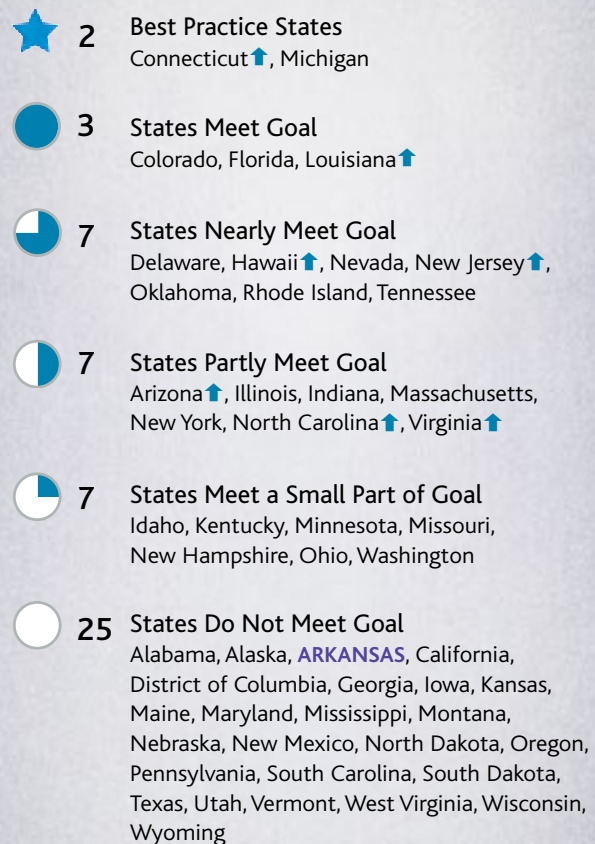 2 Best Practice States
Connecticut⬆, Michigan
3 States Meet Goal
Colorado, Florida, Louisiana⬆
7 States Nearly Meet Goal
Delaware, Hawaii⬆, Nevada, New Jersey⬆,
Oklahoma, Rhode Island, Tennessee
7 States Partly Meet Goal
Arizona⬆, Illinois, Indiana, Massachusetts,
New York, North Carolina⬆, Virginia⬆
7 States Meet a Small Part of Goal
Idaho, Kentucky, Minnesota, Missouri,
New Hampshire, Ohio, Washington
25 States Do Not Meet Goal
Alabama, Alaska, ARKANSAS, California,
District of Columbia, Georgia, Iowa, Kansas,
Maine, Maryland, Mississippi, Montana,
Nebraska, New Mexico, North Dakota, Oregon,
Pennsylvania, South Carolina, South Dakota,
Texas, Utah, Vermont, West Virginia, Wisconsin,
Wyoming